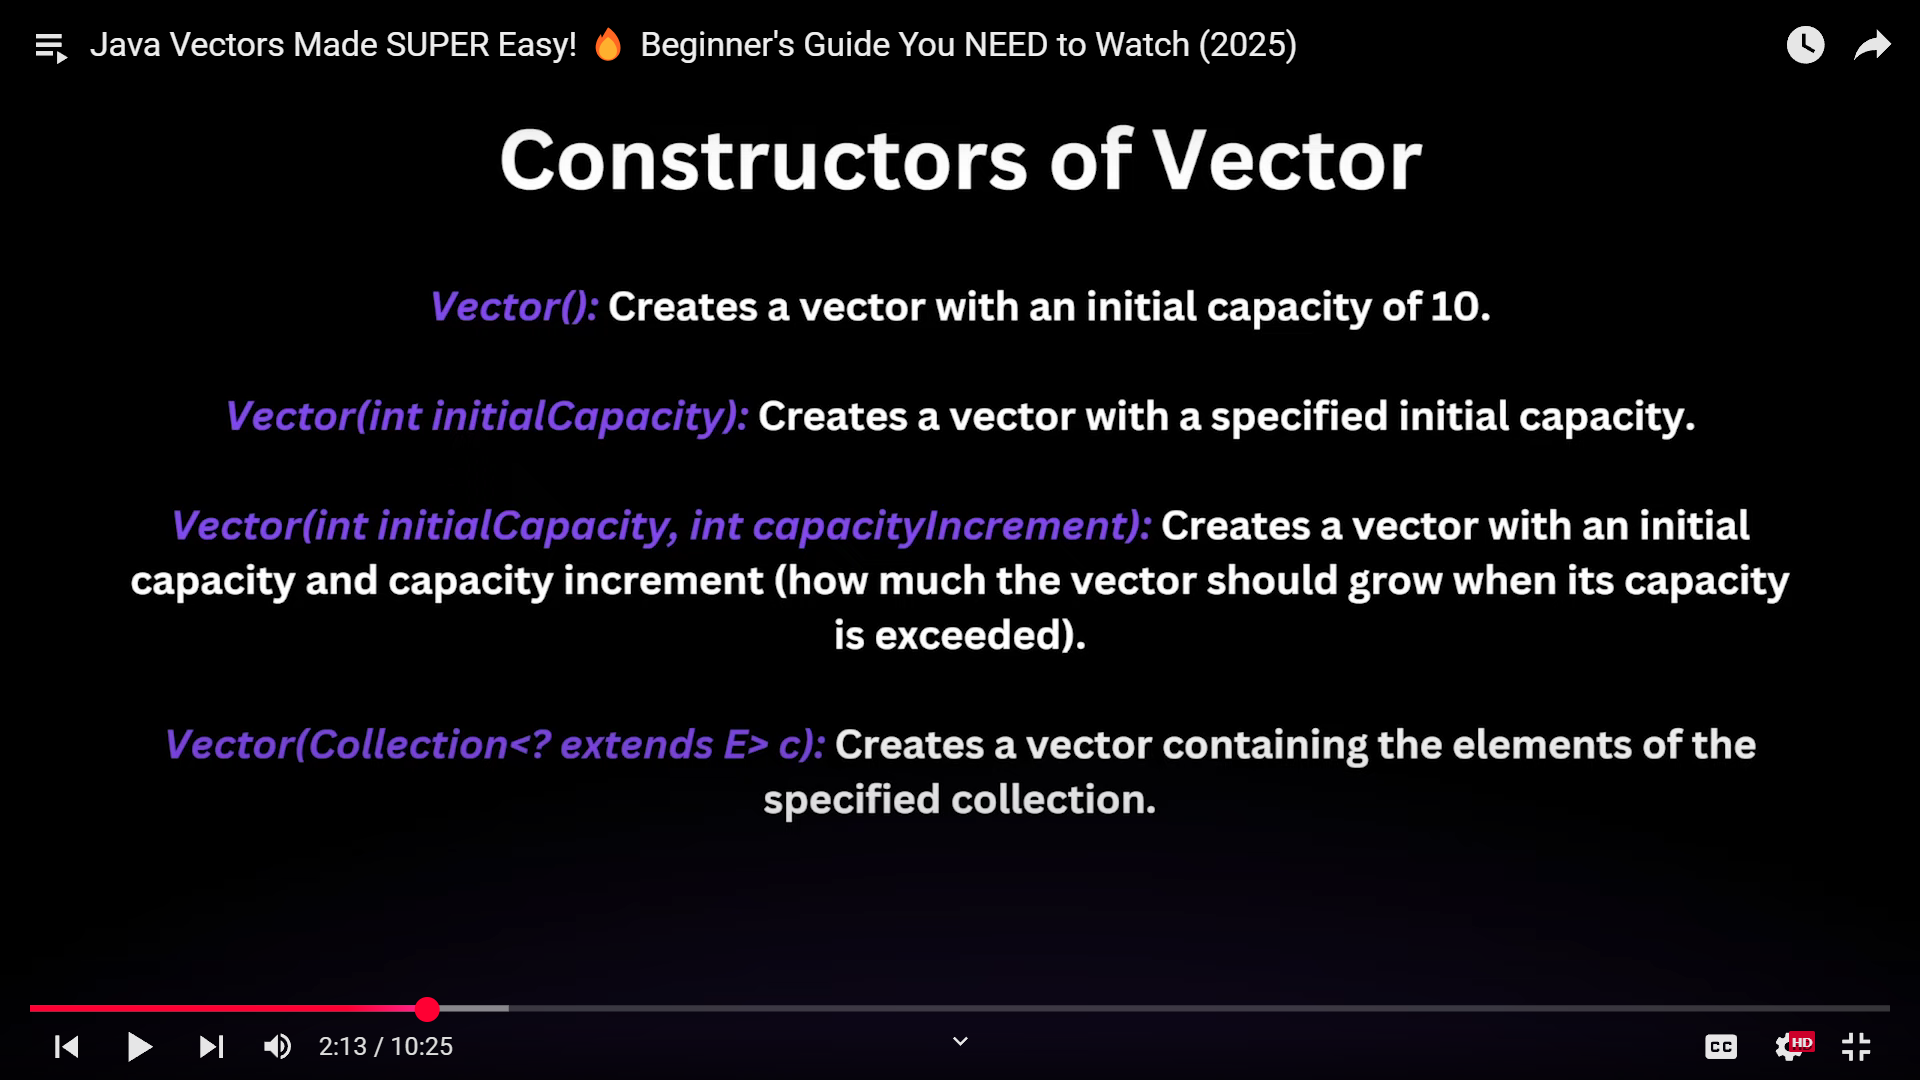 Java Vectors Made SUPER Easy! 🔥 Beginner's Guide You NEED to Watch (2025)
Constructors of Vector
Vector(): Creates a vector with an initial capacity of 10.
Vector(int initialCapacity): Creates a vector with a specified initial capacity.
Vector(int initialCapacity, int capacityIncrement): Creates a vector with an initial
capacity and capacity increment (how much the vector should grow when its capacity
is exceeded).
Vector(Collection<? extends E> c): Creates a vector containing the elements of the
specified collection.
2:13 / 10:25
CC
HD